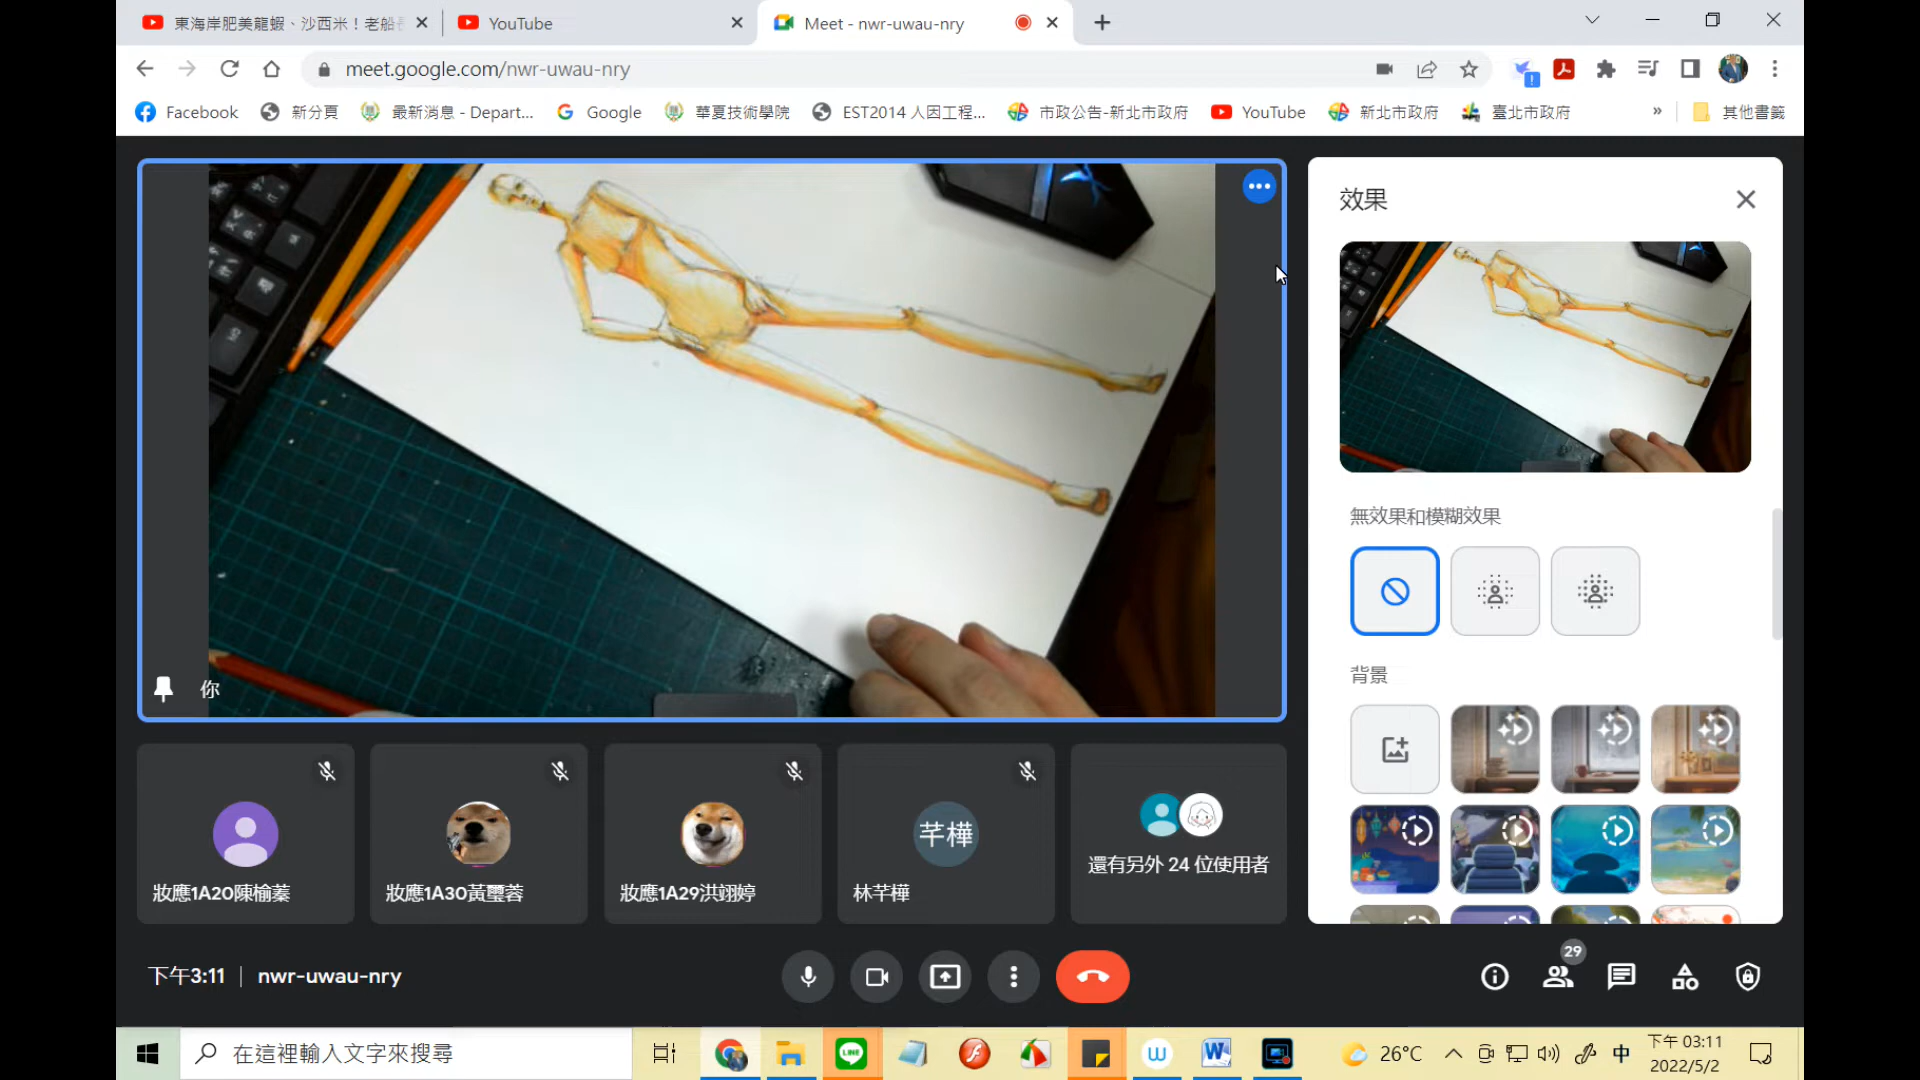 東海岸肥美龍蝦、沙西米！老船長
YouTube
Meet - nwr-uwau-nry
meet.google.com/nwr-uwau-nry
Facebook
新分頁
最新消息 - Depart...
Google
華夏技術學院
EST2014 人因工程...
市政公告-新北市政府
YouTube
新北市政府
臺北市政府
»
其他書籤
效果
你
無效果和模糊效果
背景
妝應1A20陳榆蓁
妝應1A30黃璽蓉
妝應1A29洪翊婷
芊樺
林芊樺
還有另外 24 位使用者
下午3:11
nwr-uwau-nry
29
在這裡輸入文字來搜尋
LINE
26°C
中
下午 03:11
2022/5/2